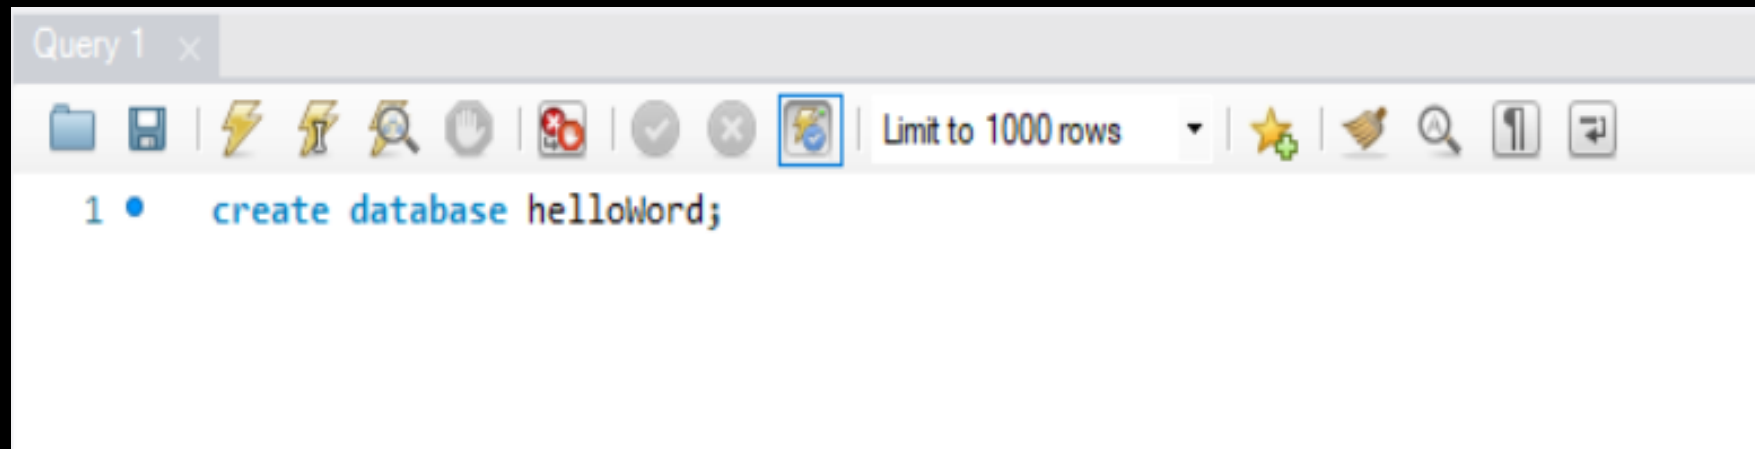 Query 1
Limit to 1000 rows
1 create database helloWord;